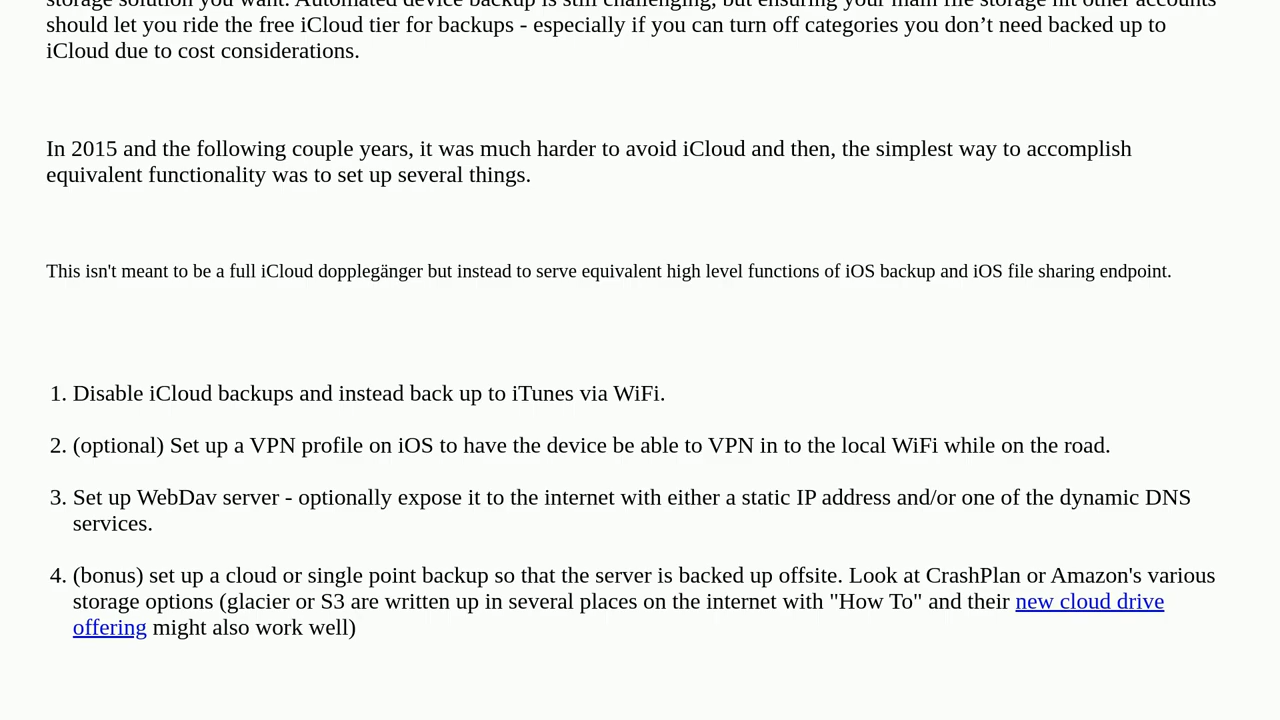 should let you ride the free iCloud tier for backups - especially if you can turn off categories you don’t need backed up to
iCloud due to cost considerations.
In 2015 and the following couple years, it was much harder to avoid iCloud and then, the simplest way to accomplish
equivalent functionality was to set up several things.
This isn't meant to be a full iCloud dopplegänger but instead to serve equivalent high level functions of iOS backup and iOS file sharing endpoint.
1. Disable iCloud backups and instead back up to iTunes via WiFi.
2. (optional) Set up a VPN profile on iOS to have the device be able to VPN in to the local WiFi while on the road.
3. Set up WebDav server - optionally expose it to the internet with either a static IP address and/or one of the dynamic DNS
services.
4. (bonus) set up a cloud or single point backup so that the server is backed up offsite. Look at CrashPlan or Amazon's various
storage options (glacier or S3 are written up in several places on the internet with "How To" and their new cloud drive
offering might also work well)